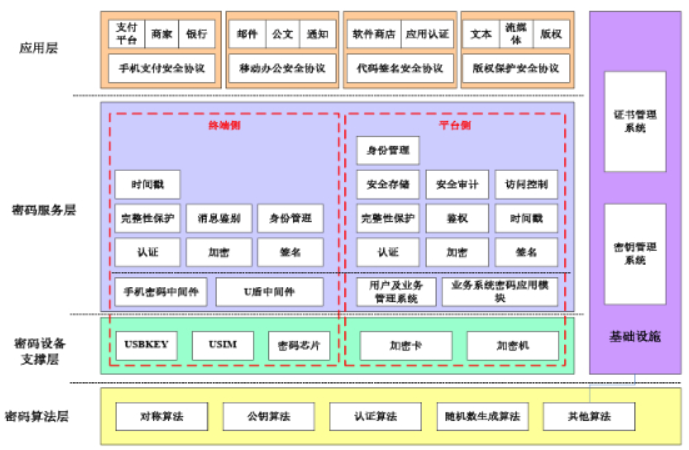 应用层
支付
平台
商家
银行
手机支付安全协议
邮件
公文
通知
移动办公安全协议
软件商店
应用认证
代码签名安全协议
文本
流媒
体
版权
版权保护安全协议
密码服务层
终端侧
时间戳
完整性保护
消息鉴别
身份管理
认证
加密
签名
手机密码中间件
U盾中间件
平台侧
身份管理
安全存储
安全审计
访问控制
完整性保护
鉴权
时间戳
认证
加密
签名
用户及业务
管理系统
业务系统密码应用模
块
密码设备
支撑层
USBKEY
USIM
密码芯片
加密卡
加密机
密码算法层
对称算法
公钥算法
认证算法
随机数生成算法
其他算法
证书管理
系统
密钥管理
系统
基础设施